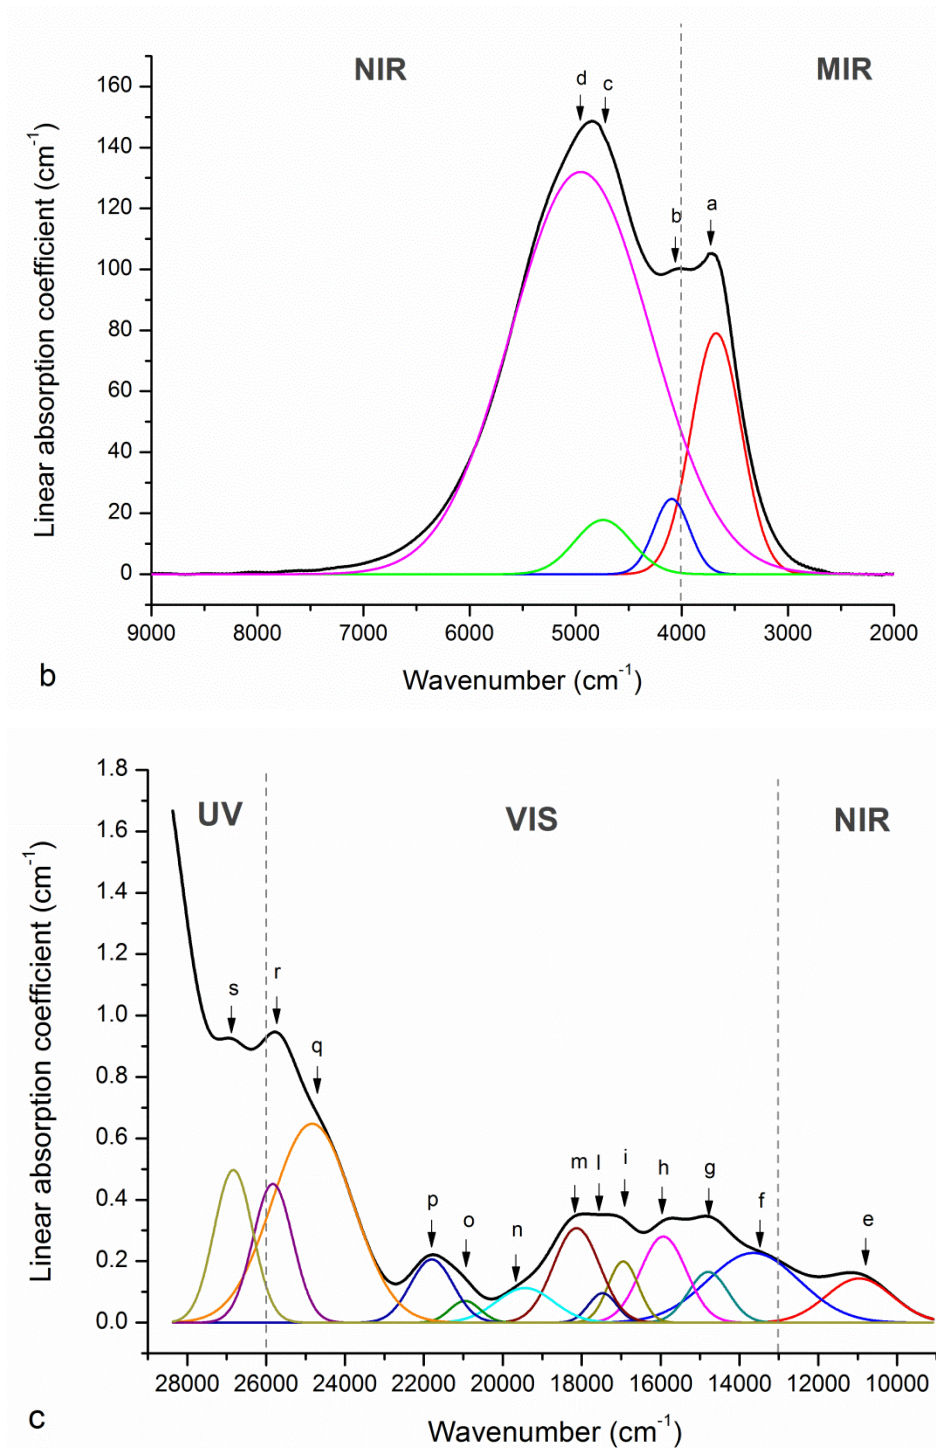 NIR MIR
d c
b a
160
140
120
100
80
60
40
20
0
Linear absorption coefficient (cm⁻¹)
9000 8000 7000 6000 5000 4000 3000 2000
Wavenumber (cm⁻¹)
b
UV VIS NIR
s r q p o n m l i h g f e
1.8
1.6
1.4
1.2
1.0
0.8
0.6
0.4
0.2
0.0
Linear absorption coefficient (cm⁻¹)
28000 26000 24000 22000 20000 18000 16000 14000 12000 10000
Wavenumber (cm⁻¹)
c